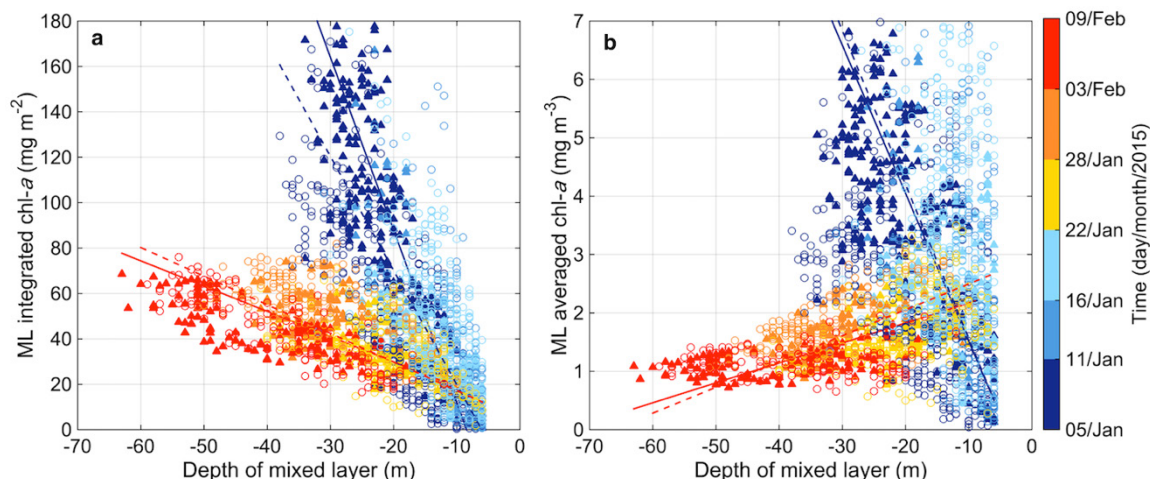 a
ML integrated chl-a (mg m⁻²)
180
160
140
120
100
80
60
40
20
0
-70 -60 -50 -40 -30 -20 -10 0
Depth of mixed layer (m)
b
ML averaged chl-a (mg m⁻³)
7
6
5
4
3
2
1
0
-70 -60 -50 -40 -30 -20 -10 0
Depth of mixed layer (m)
09/Feb
03/Feb
28/Jan
22/Jan
16/Jan
11/Jan
05/Jan
Time (day/month/2015)